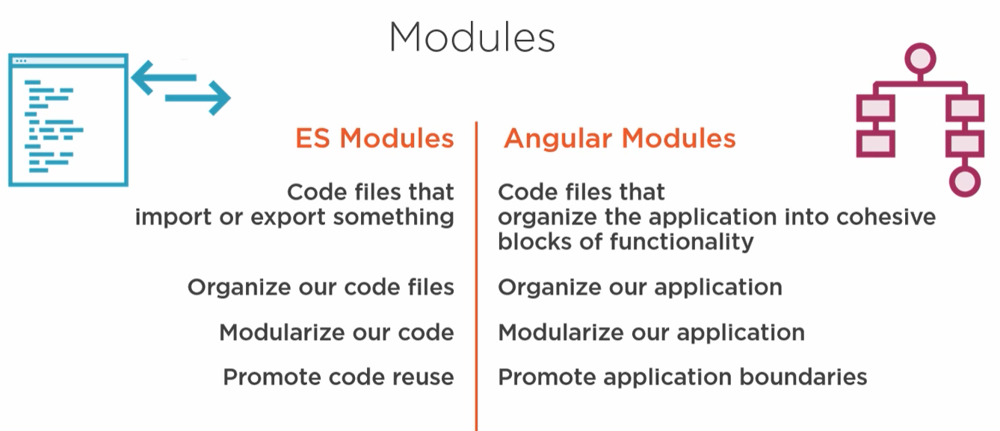 Modules
ES Modules
Code files that
import or export something
Organize our code files
Modularize our code
Promote code reuse
Angular Modules
Code files that
organize the application into cohesive
blocks of functionality
Organize our application
Modularize our application
Promote application boundaries